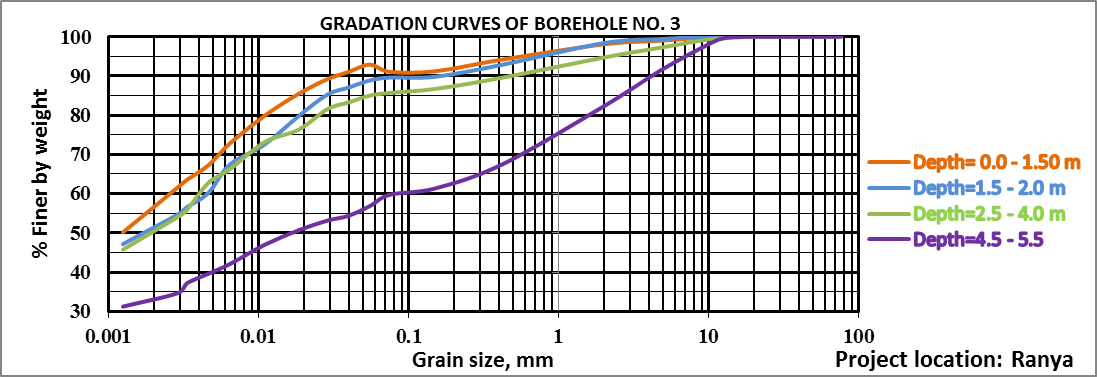 GRADATION CURVES OF BOREHOLE NO. 3
100
90
80
70
60
50
40
30
% Finer by weight
0.001 0.01 0.1 1 10 100
Grain size, mm
Depth= 0.0 - 1.50 m
Depth=1.5 - 2.0 m
Depth=2.5 - 4.0 m
Depth=4.5 - 5.5
Project location: Ranya